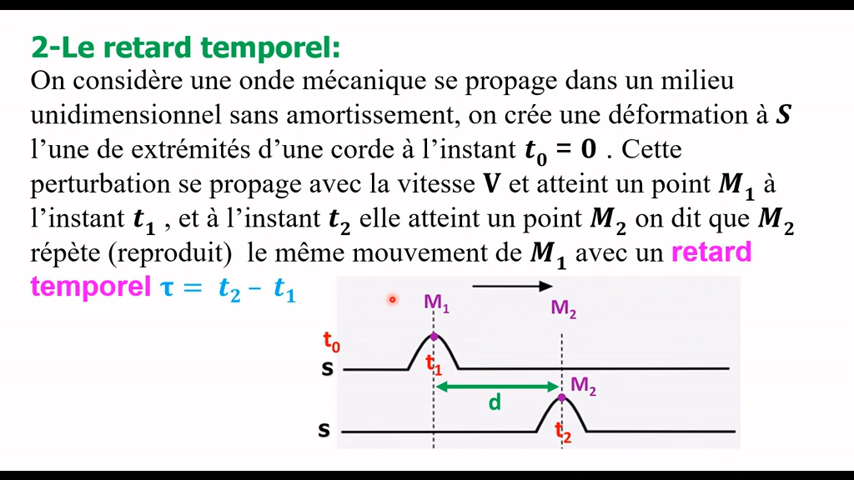 2-Le retard temporel:
On considère une onde mécanique se propage dans un milieu
unidimensionnel sans amortissement, on crée une déformation à S
l’une de extrémités d’une corde à l’instant t₀ = 0 . Cette
perturbation se propage avec la vitesse V et atteint un point M₁ à
l’instant t₁ , et à l’instant t₂ elle atteint un point M₂ on dit que M₂
répète (reproduit) le même mouvement de M₁ avec un retard
temporel τ = t₂ – t₁
M₁
M₂
t₀
S
t₁
d
M₂
S
t₂